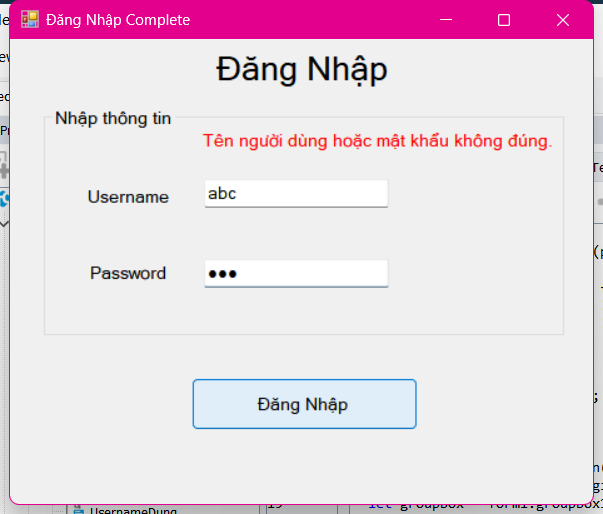 Đăng Nhập Complete
Đăng Nhập
Nhập thông tin
Tên người dùng hoặc mật khẩu không đúng.
Username
abc
Password
Đăng Nhập
UsernameDung